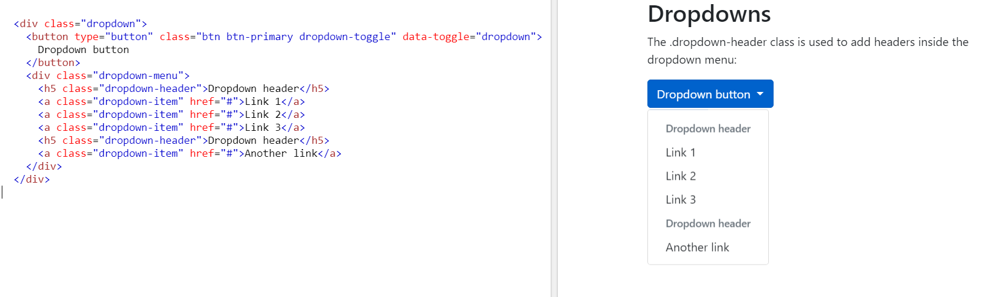 <div class="dropdown">
  <button type="button" class="btn btn-primary dropdown-toggle" data-toggle="dropdown">
    Dropdown button
  </button>
  <div class="dropdown-menu">
    <h5 class="dropdown-header">Dropdown header</h5>
    <a class="dropdown-item" href="#">Link 1</a>
    <a class="dropdown-item" href="#">Link 2</a>
    <a class="dropdown-item" href="#">Link 3</a>
    <h5 class="dropdown-header">Dropdown header</h5>
    <a class="dropdown-item" href="#">Another link</a>
  </div>
</div>
Dropdowns
The .dropdown-header class is used to add headers inside the
dropdown menu:
Dropdown button
Dropdown header
Link 1
Link 2
Link 3
Dropdown header
Another link